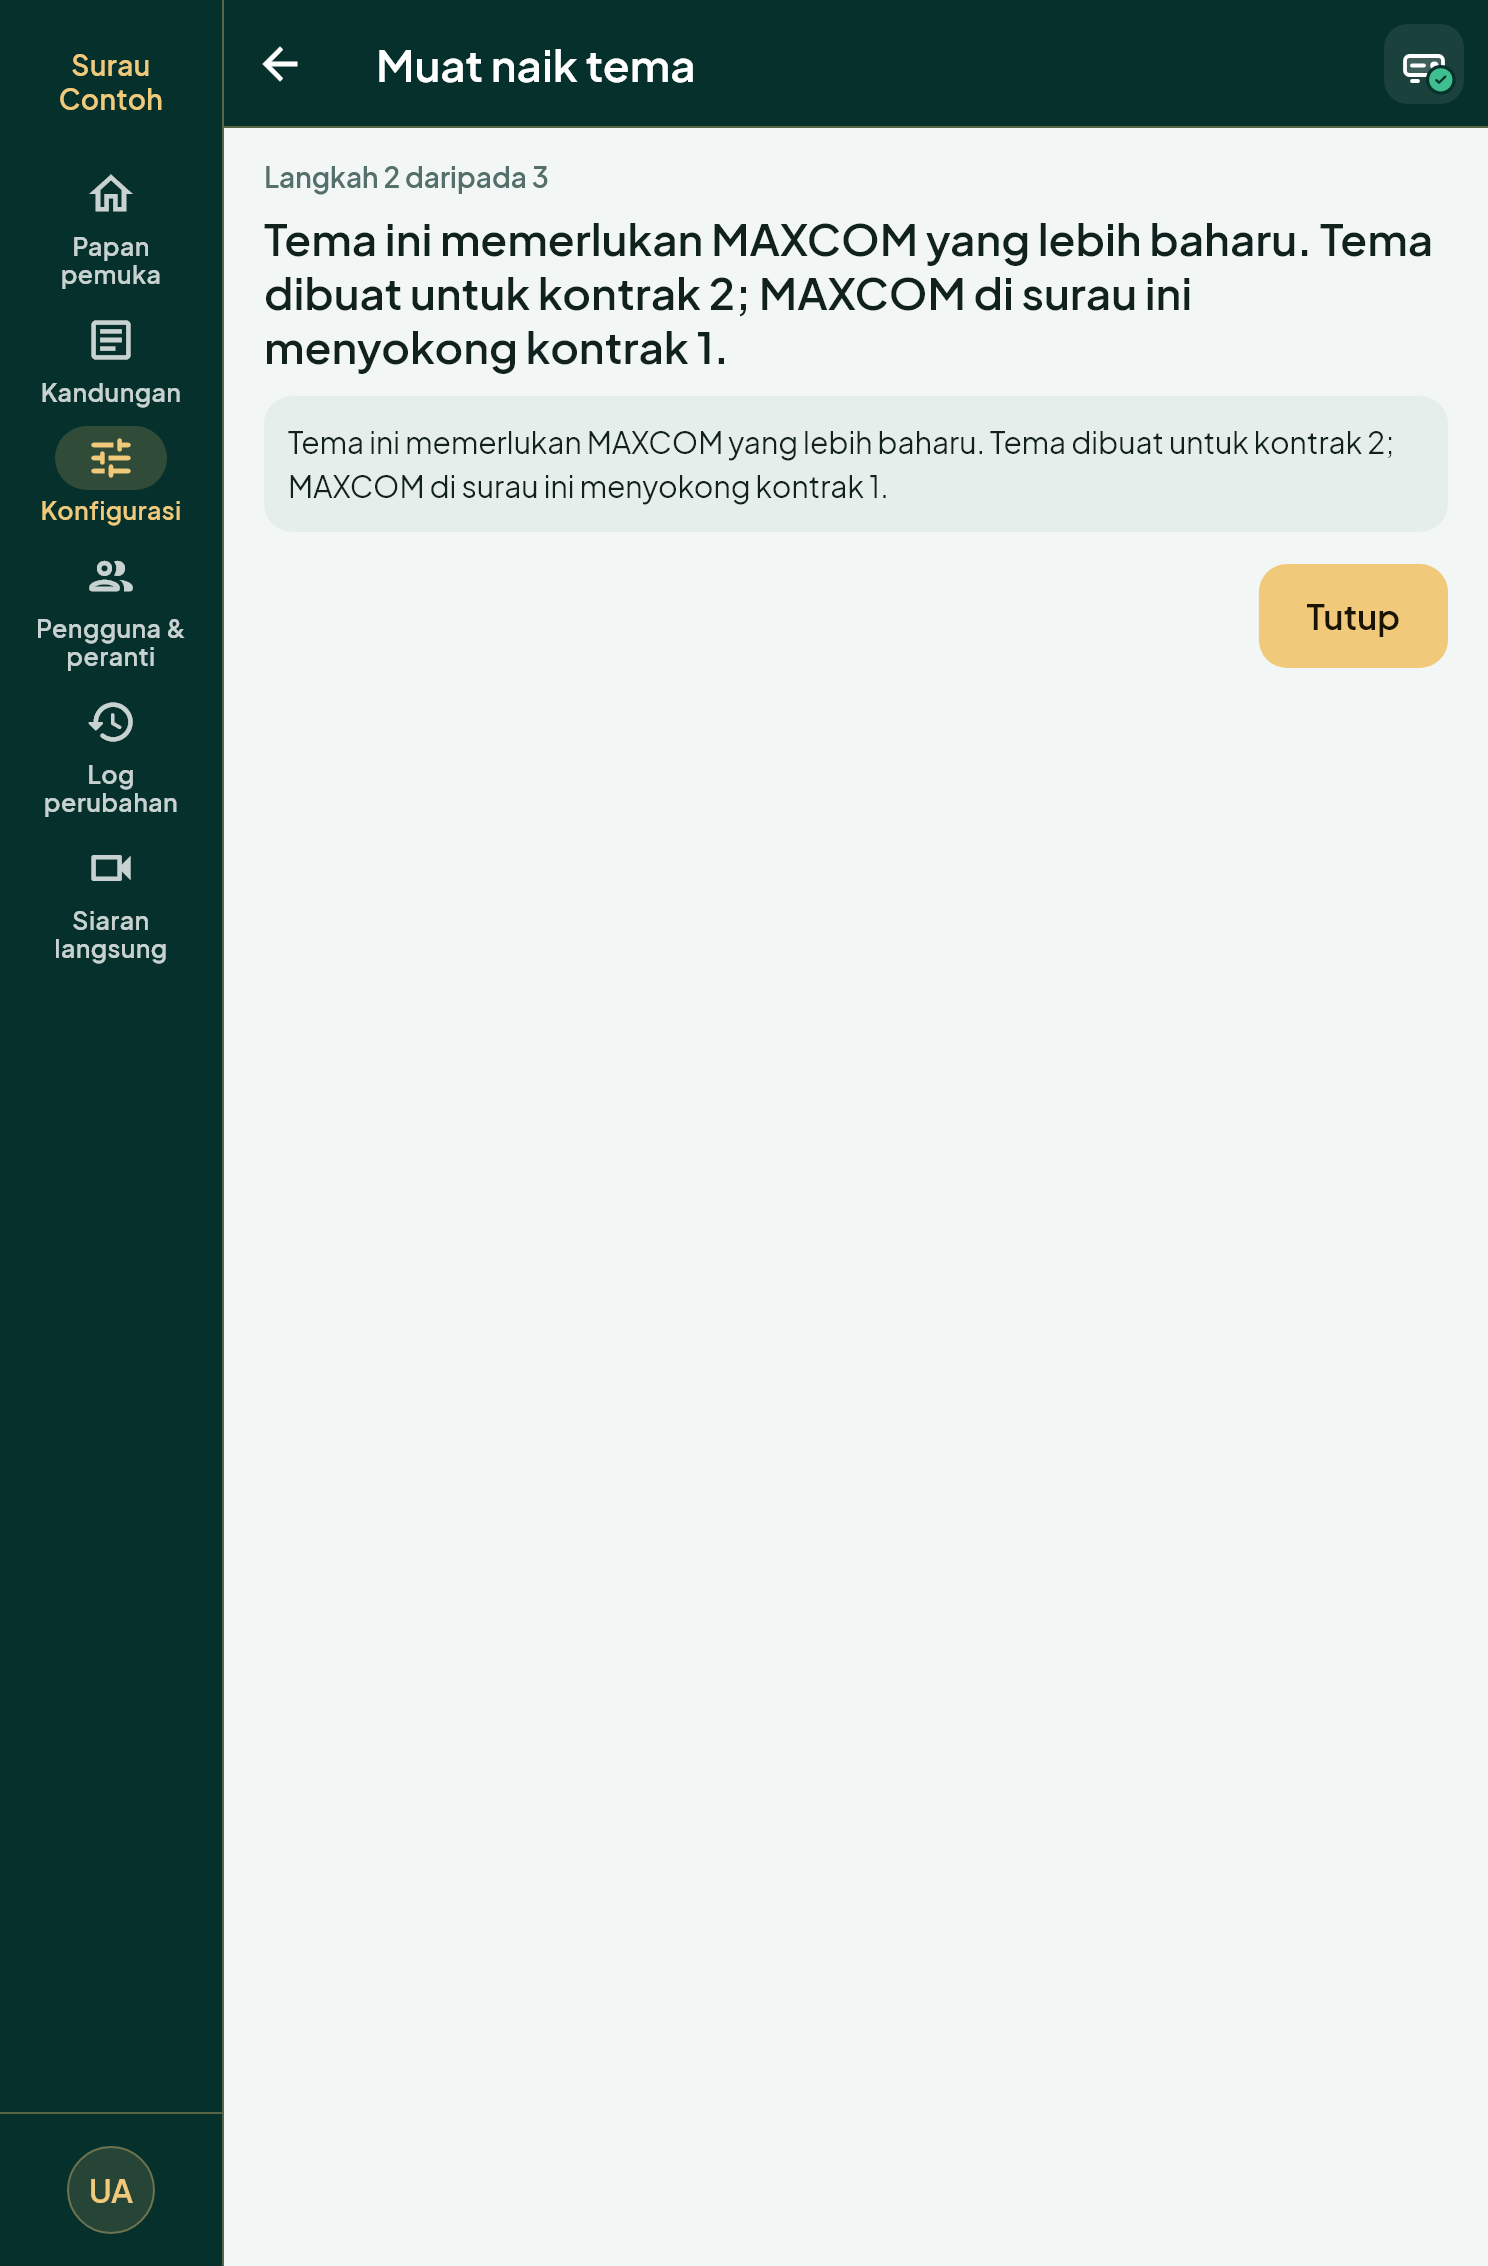 Surau
Contoh
Papan
pemuka
Kandungan
Konfigurasi
Pengguna &
peranti
Log
perubahan
Siaran
langsung
UA
Muat naik tema
Langkah 2 daripada 3
Tema ini memerlukan MAXCOM yang lebih baharu. Tema
dibuat untuk kontrak 2; MAXCOM di surau ini
menyokong kontrak 1.
Tema ini memerlukan MAXCOM yang lebih baharu. Tema dibuat untuk kontrak 2;
MAXCOM di surau ini menyokong kontrak 1.
Tutup